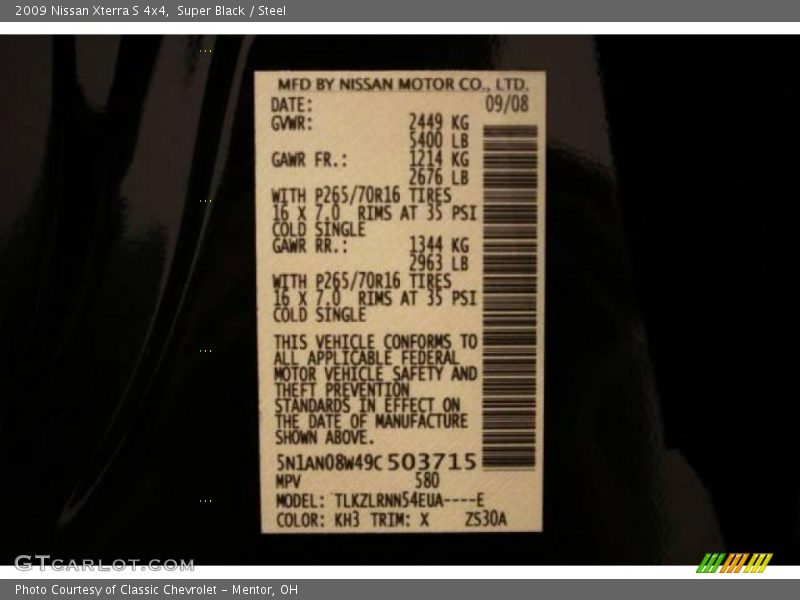 2009 Nissan Xterra S 4x4, Super Black / Steel
MFD BY NISSAN MOTOR CO., LTD.
DATE: 09/08
GVWR: 2449 KG
5400 LB
GAWR FR.: 1214 KG
2676 LB
WITH P265/70R16 TIRES
16 X 7.0 RIMS AT 35 PSI
COLD SINGLE
GAWR RR.: 1344 KG
2963 LB
WITH P265/70R16 TIRES
16 X 7.0 RIMS AT 35 PSI
COLD SINGLE
THIS VEHICLE CONFORMS TO
ALL APPLICABLE FEDERAL
MOTOR VEHICLE SAFETY AND
THEFT PREVENTION
STANDARDS IN EFFECT ON
THE DATE OF MANUFACTURE
SHOWN ABOVE.
5N1AN08W49C503715
MPV 580
MODEL: TLKZLRNN54EUA----E
COLOR: KH3 TRIM: X ZS30A
GTCARLOT.COM
Photo Courtesy of Classic Chevrolet - Mentor, OH